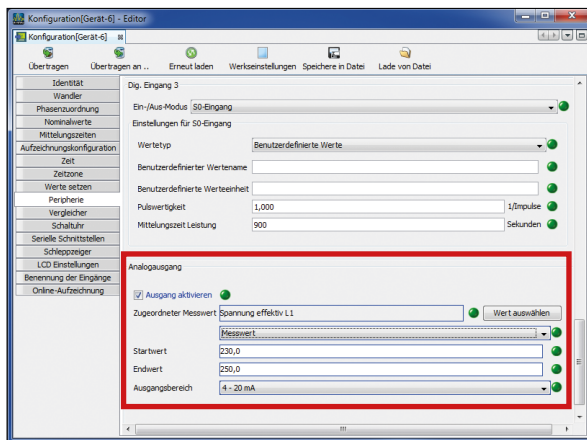 Konfiguration[Gerät-6] - Editor
Konfiguration[Gerät-6]
Übertragen Übertragen an .. Erneut laden Werkseinstellungen Speichere in Datei Lade von Datei
Identität
Wandler
Phasenzuordnung
Nominalwerte
Mittelungszeiten
Aufzeichnungskonfiguration
Zeit
Zeitzone
Werte setzen
Peripherie
Vergleicher
Schaltuhr
Serielle Schnittstellen
Schleppzeiger
LCD Einstellungen
Benennung der Eingänge
Online-Aufzeichnung
Dig. Eingang 3
Ein-/Aus-Modus S0-Eingang
Einstellungen für S0-Eingang
Wertetyp Benutzerdefinierte Werte
Benutzerdefinierter Wertename
Benutzerdefinierte Werteeinheit
Pulswertigkeit 1,000 1/Impulse
Mittelungszeit Leistung 900 Sekunden
Analogausgang
Ausgang aktivieren
Zugeordneter Messwert Spannung effektiv L1 Wert auswählen
Messwert
Startwert 230,0
Endwert 250,0
Ausgangsbereich 4 - 20 mA